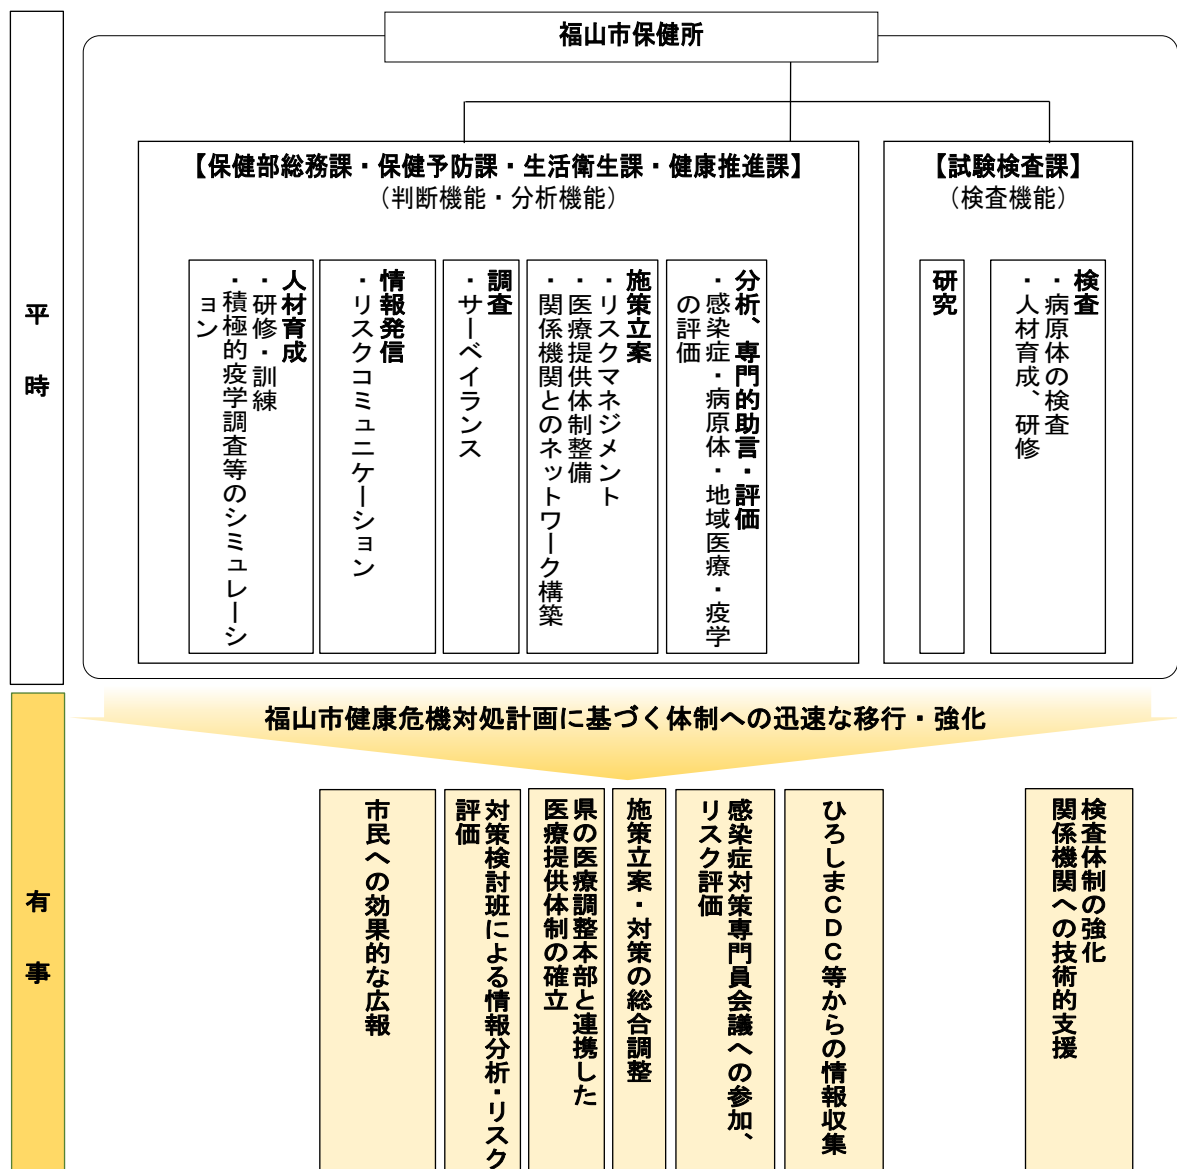 福山市保健所
平時
【保健部総務課・保健予防課・生活衛生課・健康推進課】
（判断機能・分析機能）
【試験検査課】
（検査機能）
検査
・病原体の検査
・人材育成、研修
研究
分析、専門的助言・評価
・感染症・病原体・地域医療・疫学
の評価
施策立案
・リスクマネジメント
・医療提供体制整備
・関係機関とのネットワーク構築
調査
・サーベイランス
情報発信
・リスクコミュニケーション
人材育成
・研修・訓練
・積極的疫学調査等のシミュレーシ
ョン
福山市健康危機対処計画に基づく体制への迅速な移行・強化
有事
検査体制の強化
関係機関への技術的支援
ひろしまＣＤＣ等からの情報収集
感染症対策専門員会議への参加、
リスク評価
施策立案・対策の総合調整
県の医療調整本部と連携した
医療提供体制の確立
対策検討班による情報分析・リスク
評価
市民への効果的な広報